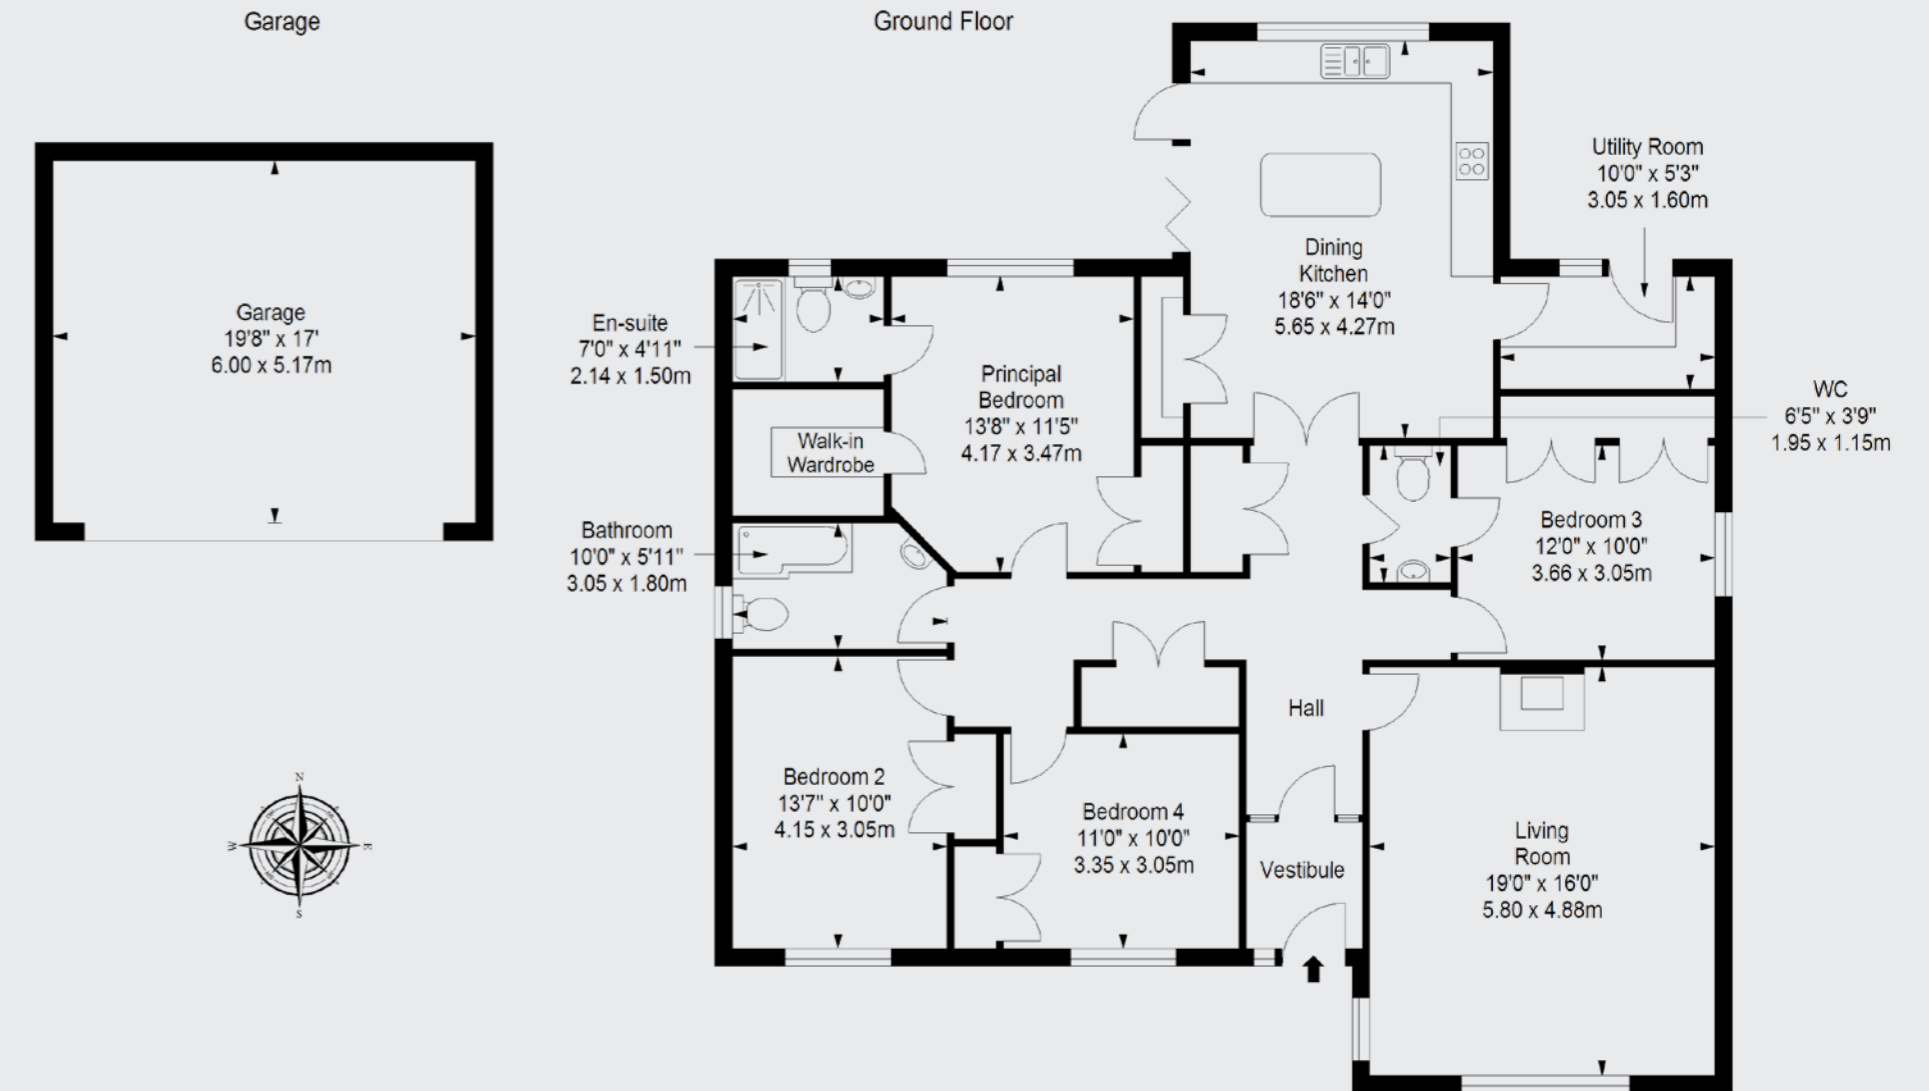 Garage
Ground Floor
Garage
19'8" x 17'
6.00 x 5.17m
Utility Room
10'0" x 5'3"
3.05 x 1.60m
Dining
Kitchen
18'6" x 14'0"
5.65 x 4.27m
En-suite
7'0" x 4'11"
2.14 x 1.50m
Principal
Bedroom
13'8" x 11'5"
4.17 x 3.47m
WC
6'5" x 3'9"
1.95 x 1.15m
Walk-in
Wardrobe
Bathroom
10'0" x 5'11"
3.05 x 1.80m
Bedroom 3
12'0" x 10'0"
3.66 x 3.05m
Hall
Bedroom 2
13'7" x 10'0"
4.15 x 3.05m
Bedroom 4
11'0" x 10'0"
3.35 x 3.05m
Vestibule
Living
Room
19'0" x 16'0"
5.80 x 4.88m
N
W
E
S